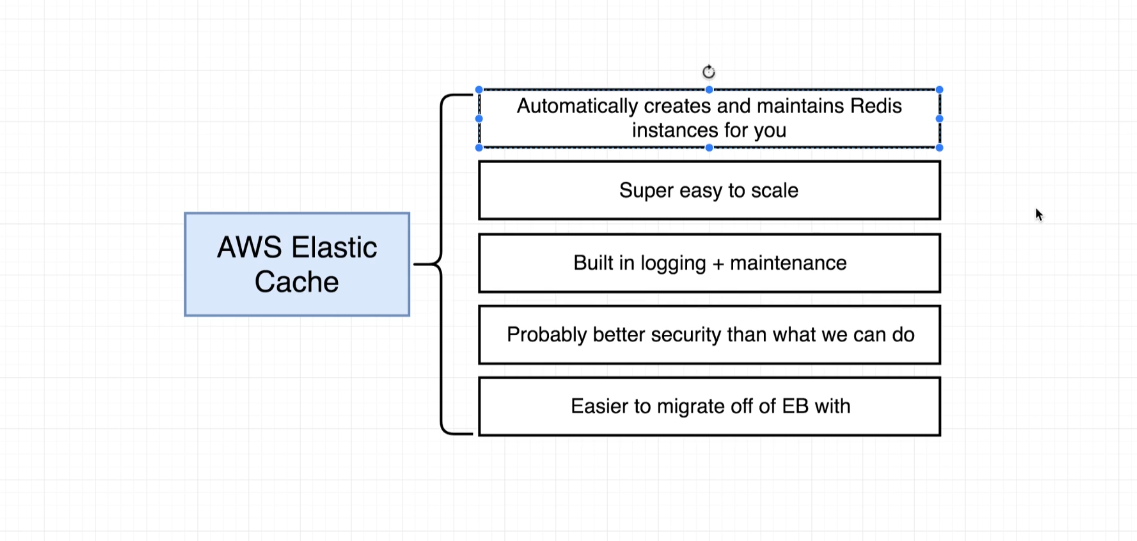 AWS Elastic
Cache
Automatically creates and maintains Redis
instances for you
Super easy to scale
Built in logging + maintenance
Probably better security than what we can do
Easier to migrate off of EB with